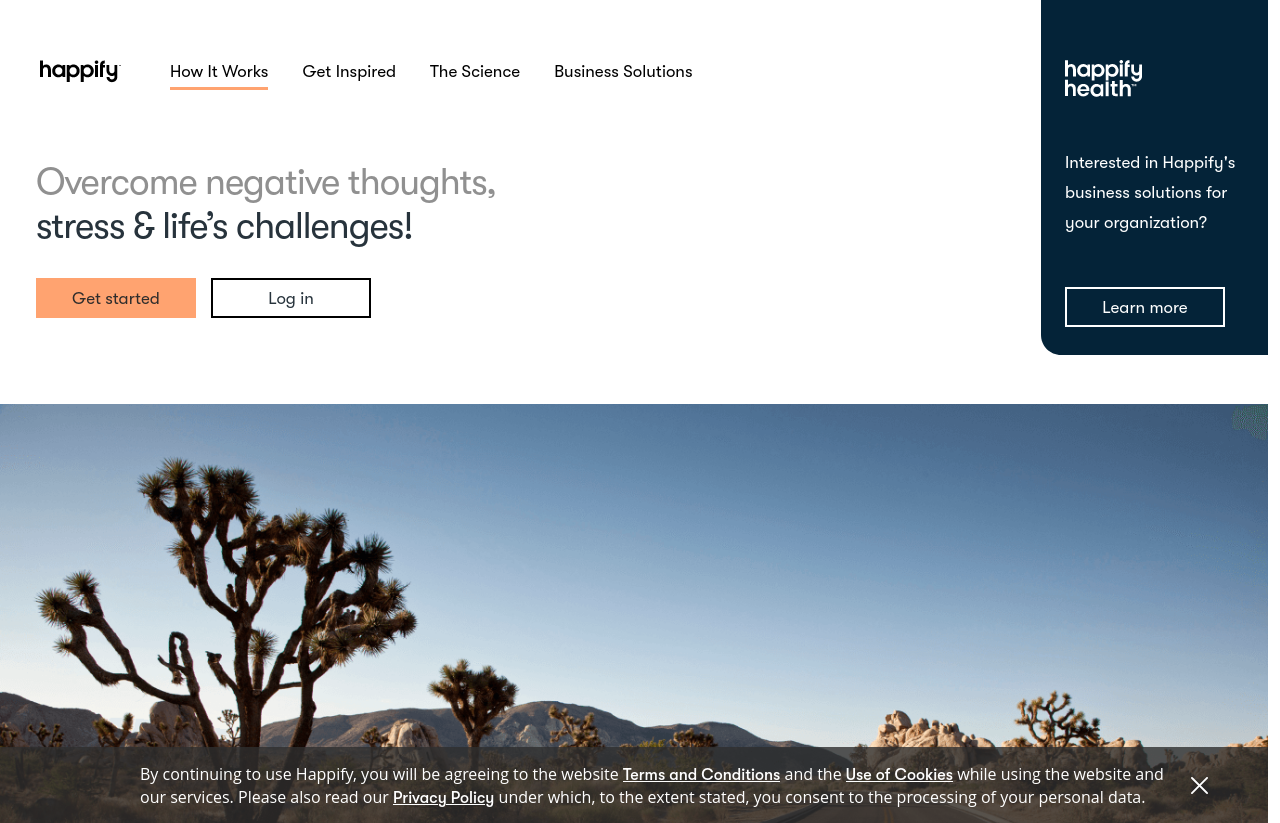 happify
How It Works
Get Inspired
The Science
Business Solutions
happify
health™
Interested in Happify's
business solutions for
your organization?
Learn more
Overcome negative thoughts,
stress & life’s challenges!
Get started
Log in
By continuing to use Happify, you will be agreeing to the website Terms and Conditions and the Use of Cookies while using the website and
our services. Please also read our Privacy Policy under which, to the extent stated, you consent to the processing of your personal data.